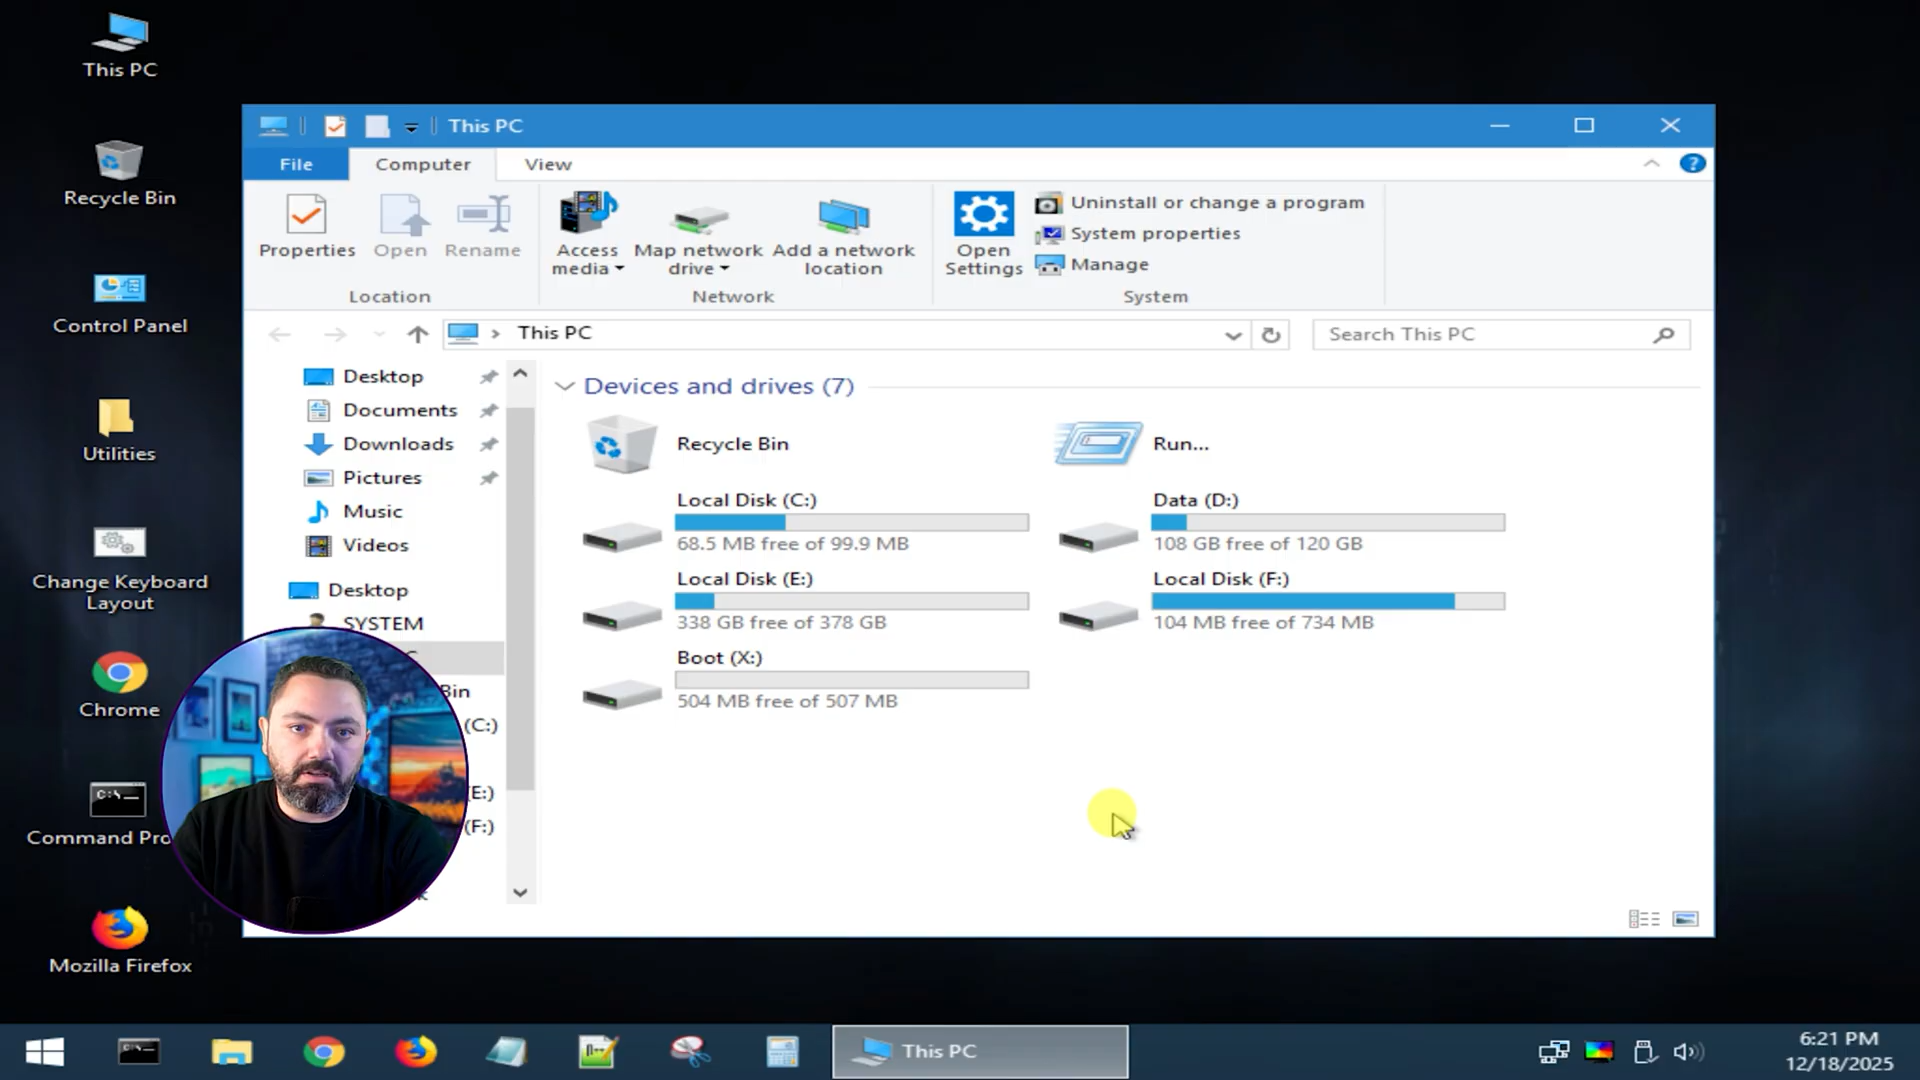 This PC
Recycle Bin
Control Panel
Utilities
Change Keyboard
Layout
Chrome
Command Pro
Mozilla Firefox
This PC
File
Computer
View
Properties
Open
Rename
Location
Access
media
Map network
drive
Add a network
location
Network
Open
Settings
Uninstall or change a program
System properties
Manage
System
This PC
Search This PC
Desktop
Documents
Downloads
Pictures
Music
Videos
Desktop
SYSTEM
Bin
(C:)
(E:)
(F:)
Devices and drives (7)
Recycle Bin
Run...
Local Disk (C:)
68.5 MB free of 99.9 MB
Data (D:)
108 GB free of 120 GB
Local Disk (E:)
338 GB free of 378 GB
Local Disk (F:)
104 MB free of 734 MB
Boot (X:)
504 MB free of 507 MB
This PC
6:21 PM
12/18/2025